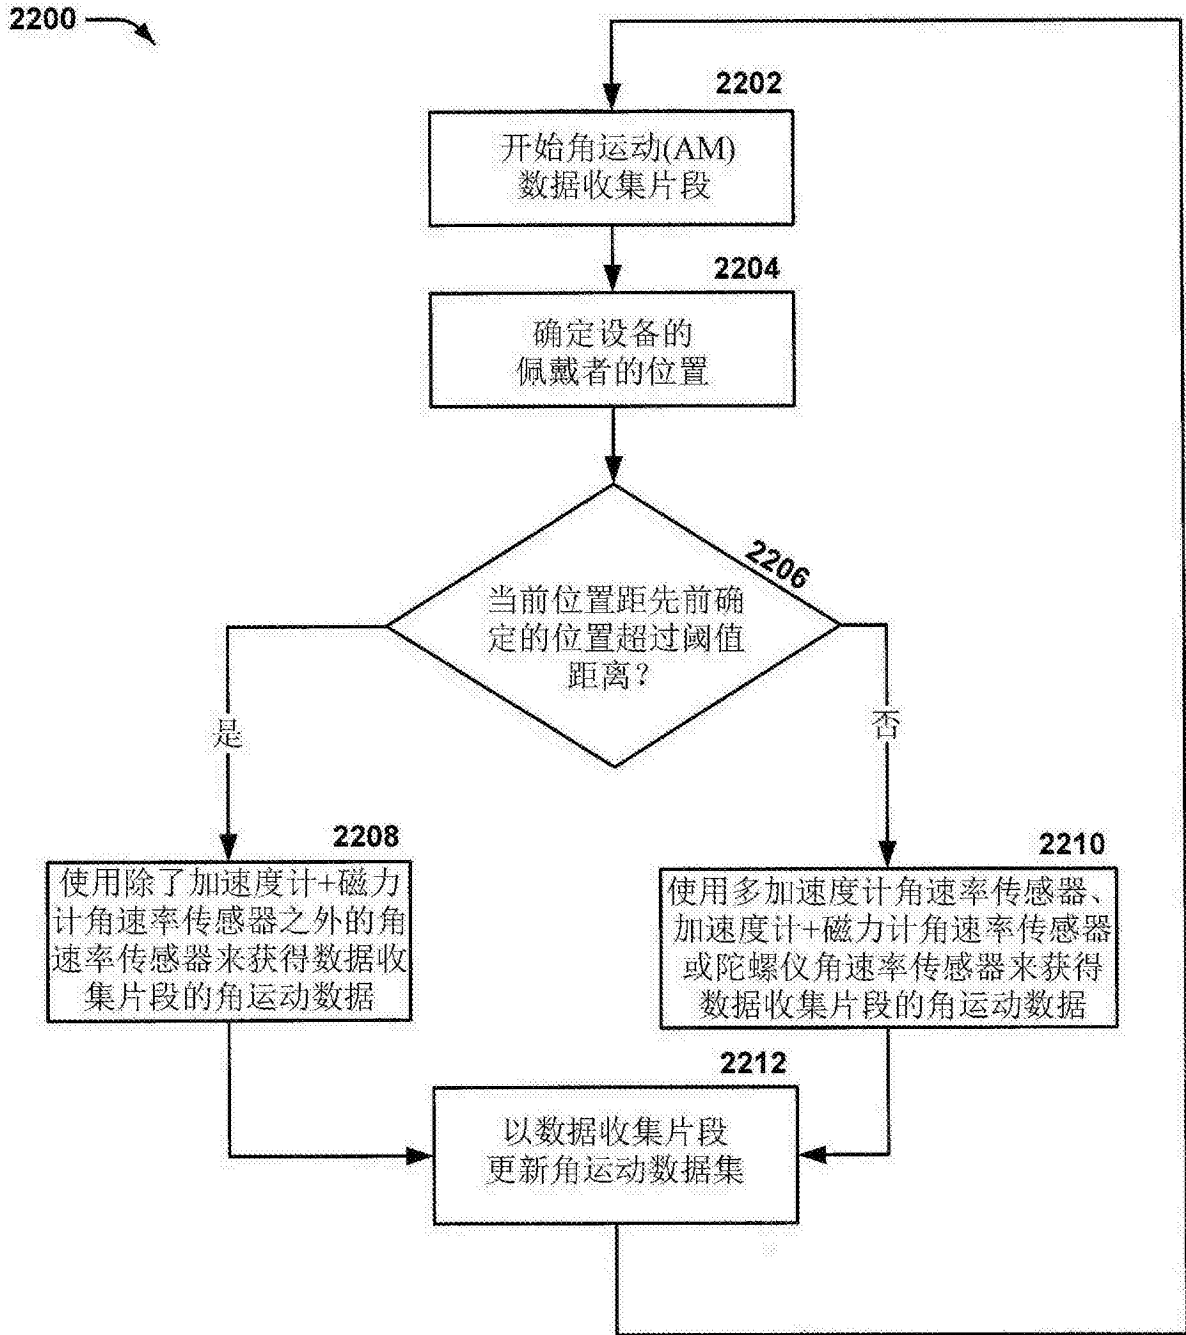 2200
2202
开始角运动(AM)
数据收集片段
2204
确定设备的
佩戴者的位置
2206
当前位置距先前确
定的位置超过阈值
距离？
是
否
2208
使用除了加速度计+磁力
计角速率传感器之外的角
速率传感器来获得数据收
集片段的角运动数据
2210
使用多加速度计角速率传感器、
加速度计+磁力计角速率传感器
或陀螺仪角速率传感器来获得
数据收集片段的角运动数据
2212
以数据收集片段
更新角运动数据集